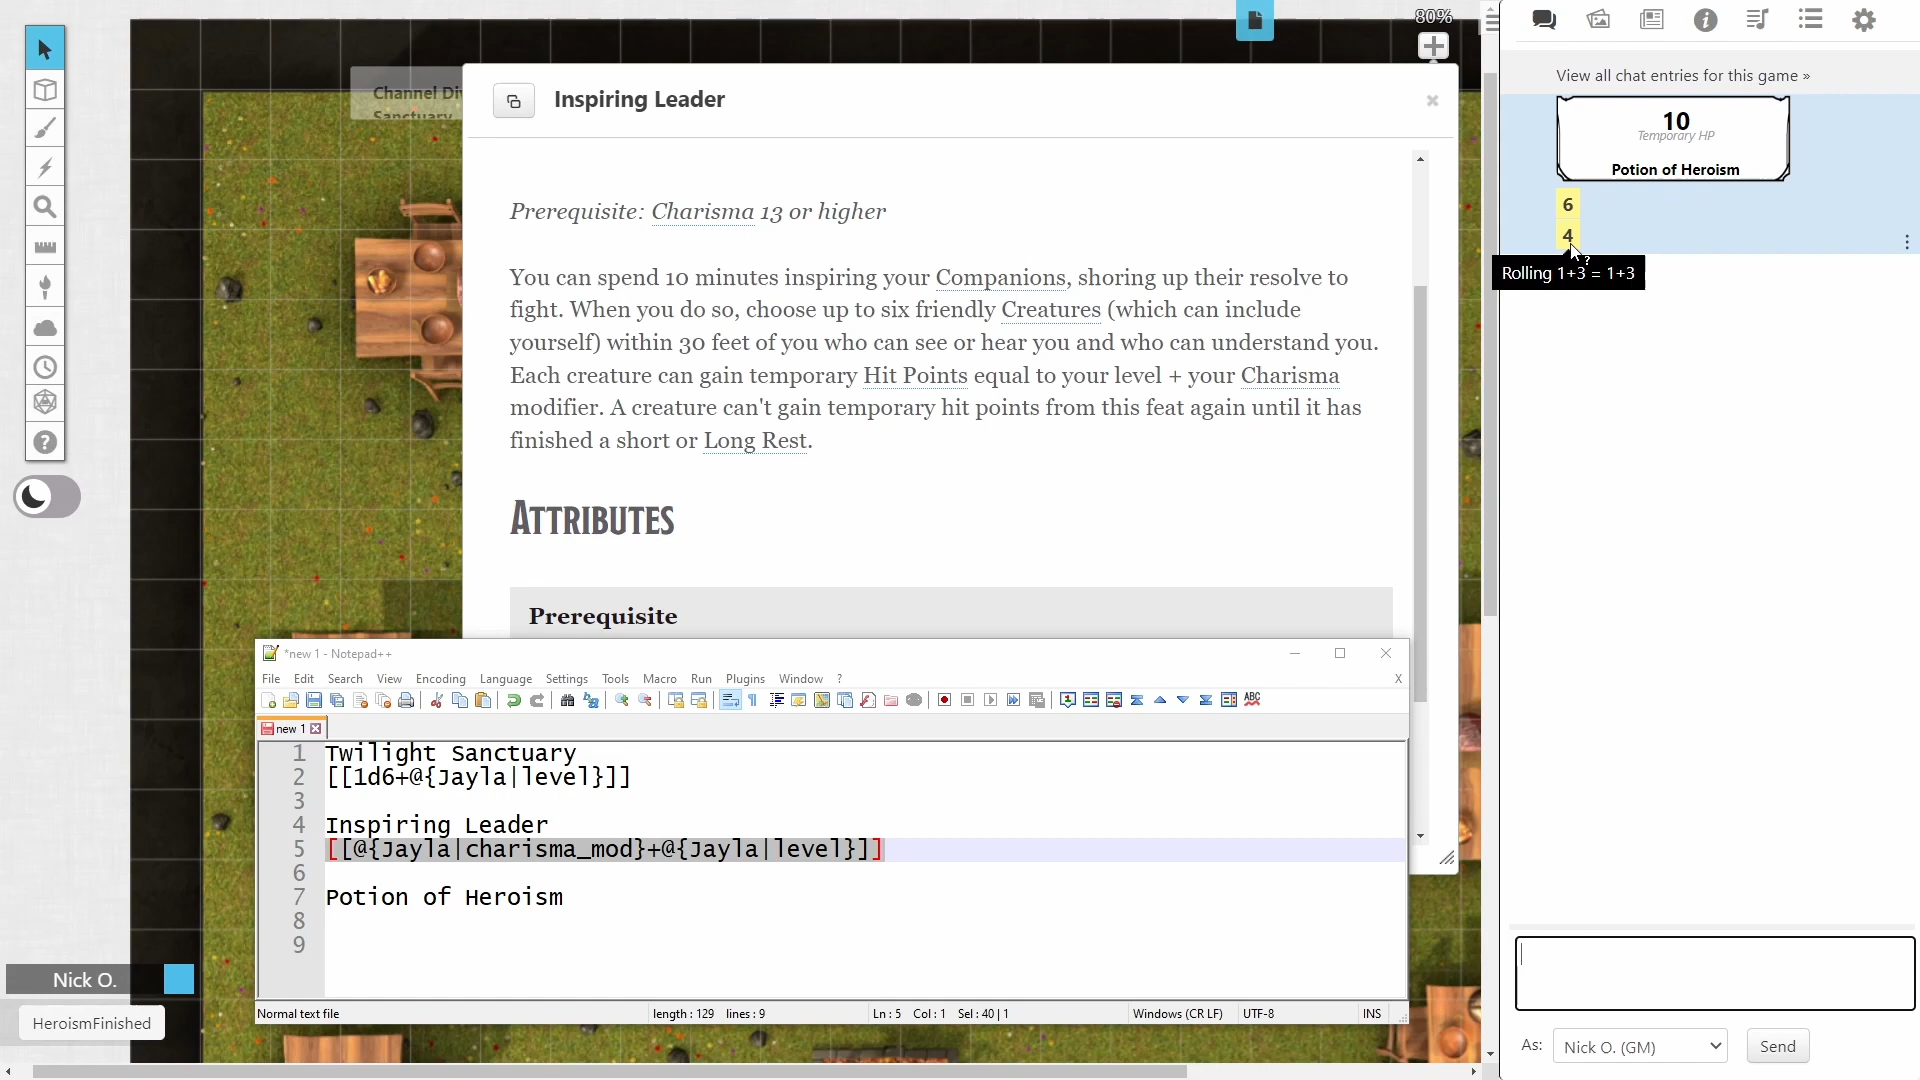 80%
View all chat entries for this game »
Channel Div
Sanctuary
Inspiring Leader
10
Temporary HP
Potion of Heroism
6
4
Rolling 1+3 = 1+3
Prerequisite: Charisma 13 or higher
You can spend 10 minutes inspiring your Companions, shoring up their resolve to
fight. When you do so, choose up to six friendly Creatures (which can include
yourself) within 30 feet of you who can see or hear you and who can understand you.
Each creature can gain temporary Hit Points equal to your level + your Charisma
modifier. A creature can't gain temporary hit points from this feat again until it has
finished a short or Long Rest.
ATTRIBUTES
Prerequisite
*new 1 - Notepad++
File Edit Search View Encoding Language Settings Tools Macro Run Plugins Window ? X
new 1
1 Twilight Sanctuary
2 [[1d6+@{Jayla|level}]]
3
4 Inspiring Leader
5 [[@{Jayla|charisma_mod}+@{Jayla|level}]]
6
7 Potion of Heroism
8
9
Normal text file length : 129 lines : 9 Ln : 5 Col : 1 Sel : 40 | 1 Windows (CR LF) UTF-8 INS
Nick O.
HeroismFinished
As: Nick O. (GM) Send